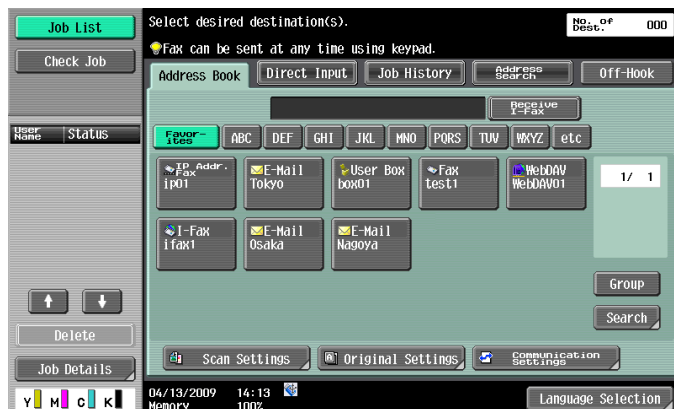 Job List
Check Job
User Name Status
Delete
Job Details
Y M C K
Select desired destination(s).
No. of Dest. 000
Fax can be sent at any time using keypad.
Address Book Direct Input Job History Address Search Off-Hook
Receive I-Fax
Favor-ites ABC DEF GHI JKL MNO PQRS TUV WXYZ etc
IP Addr. Fax E-Mail User Box Fax WebDAV
ip01 Tokyo box01 test1 WebDAV01
1/ 1
I-Fax E-Mail E-Mail
ifax1 Osaka Nagoya
Group
Search
Scan Settings Original Settings Communication Settings
04/13/2009 14:13
Memory 100%
Language Selection